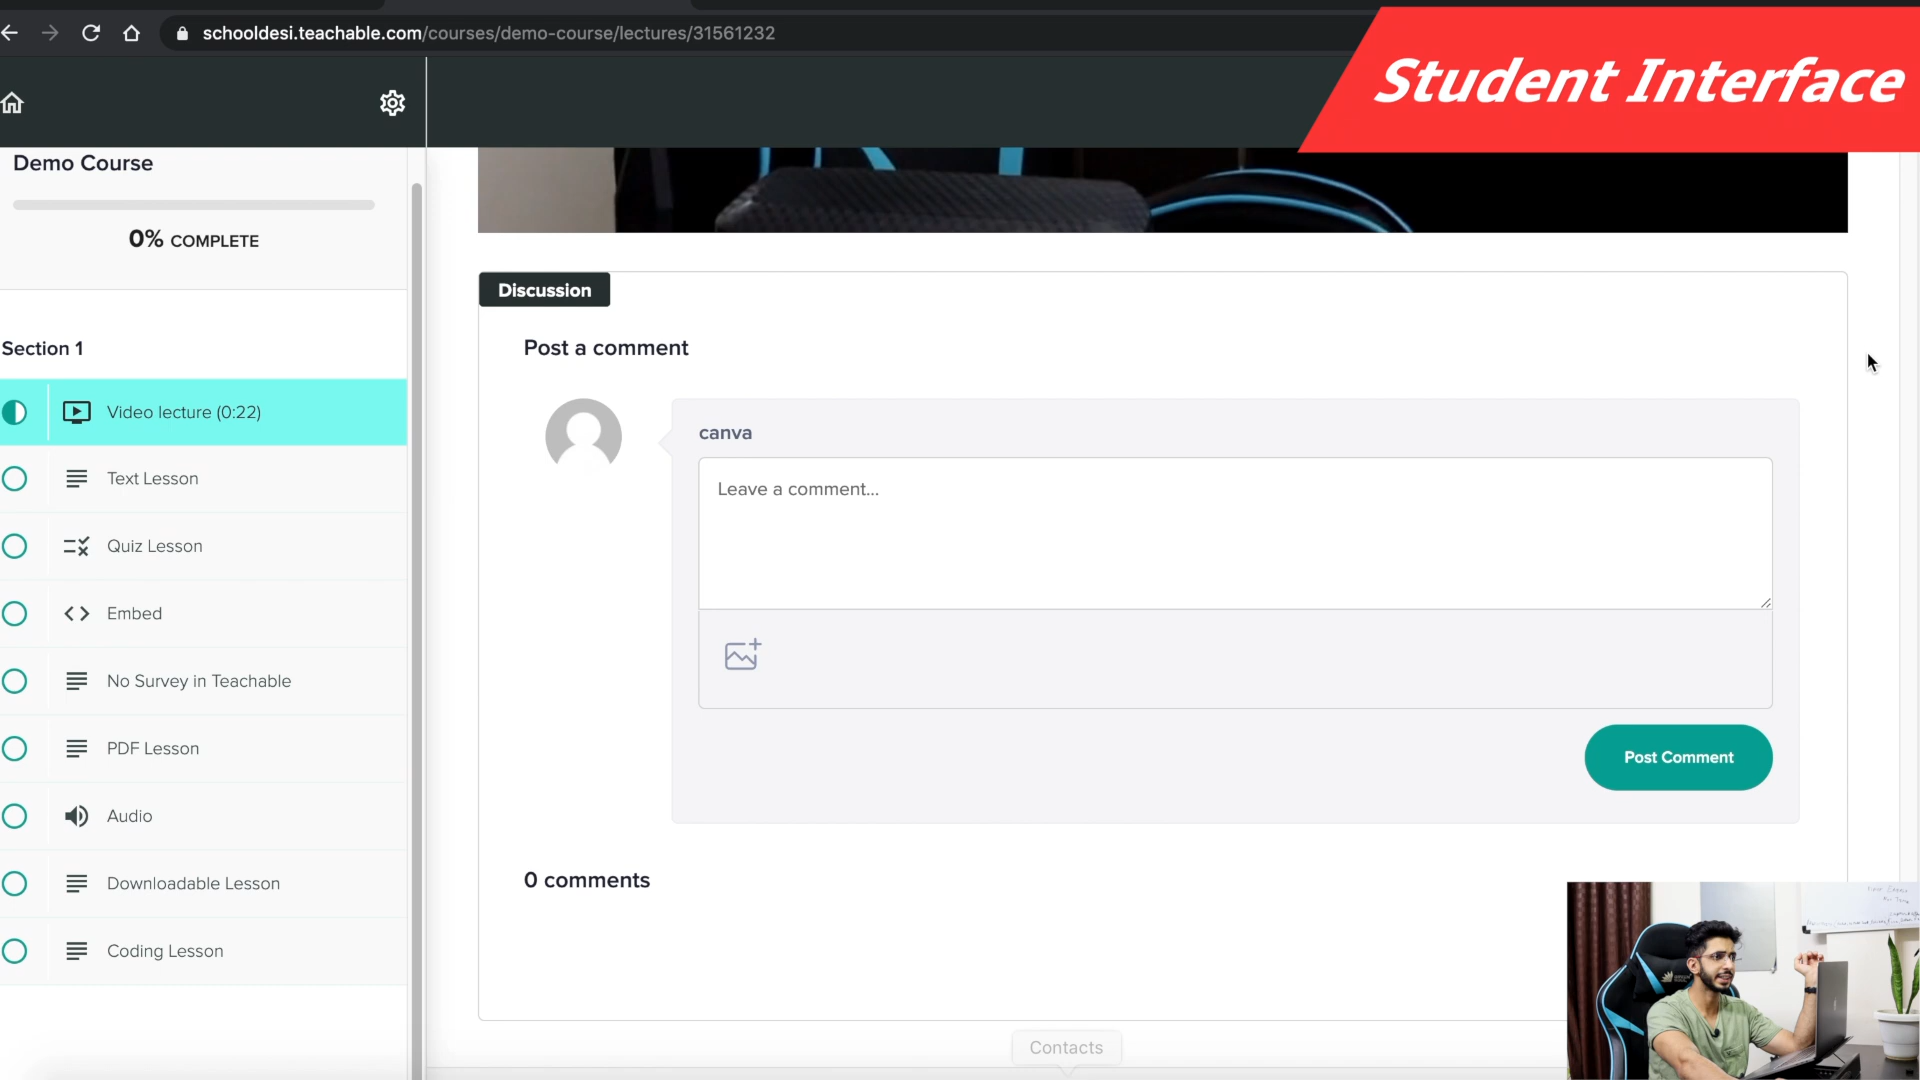 schooldesi.teachable.com/courses/demo-course/lectures/31561232
Student Interface
Demo Course
0% COMPLETE
Section 1
Video lecture (0:22)
Text Lesson
Quiz Lesson
Embed
No Survey in Teachable
PDF Lesson
Audio
Downloadable Lesson
Coding Lesson
Discussion
Post a comment
canva
Leave a comment...
Post Comment
0 comments
Contacts